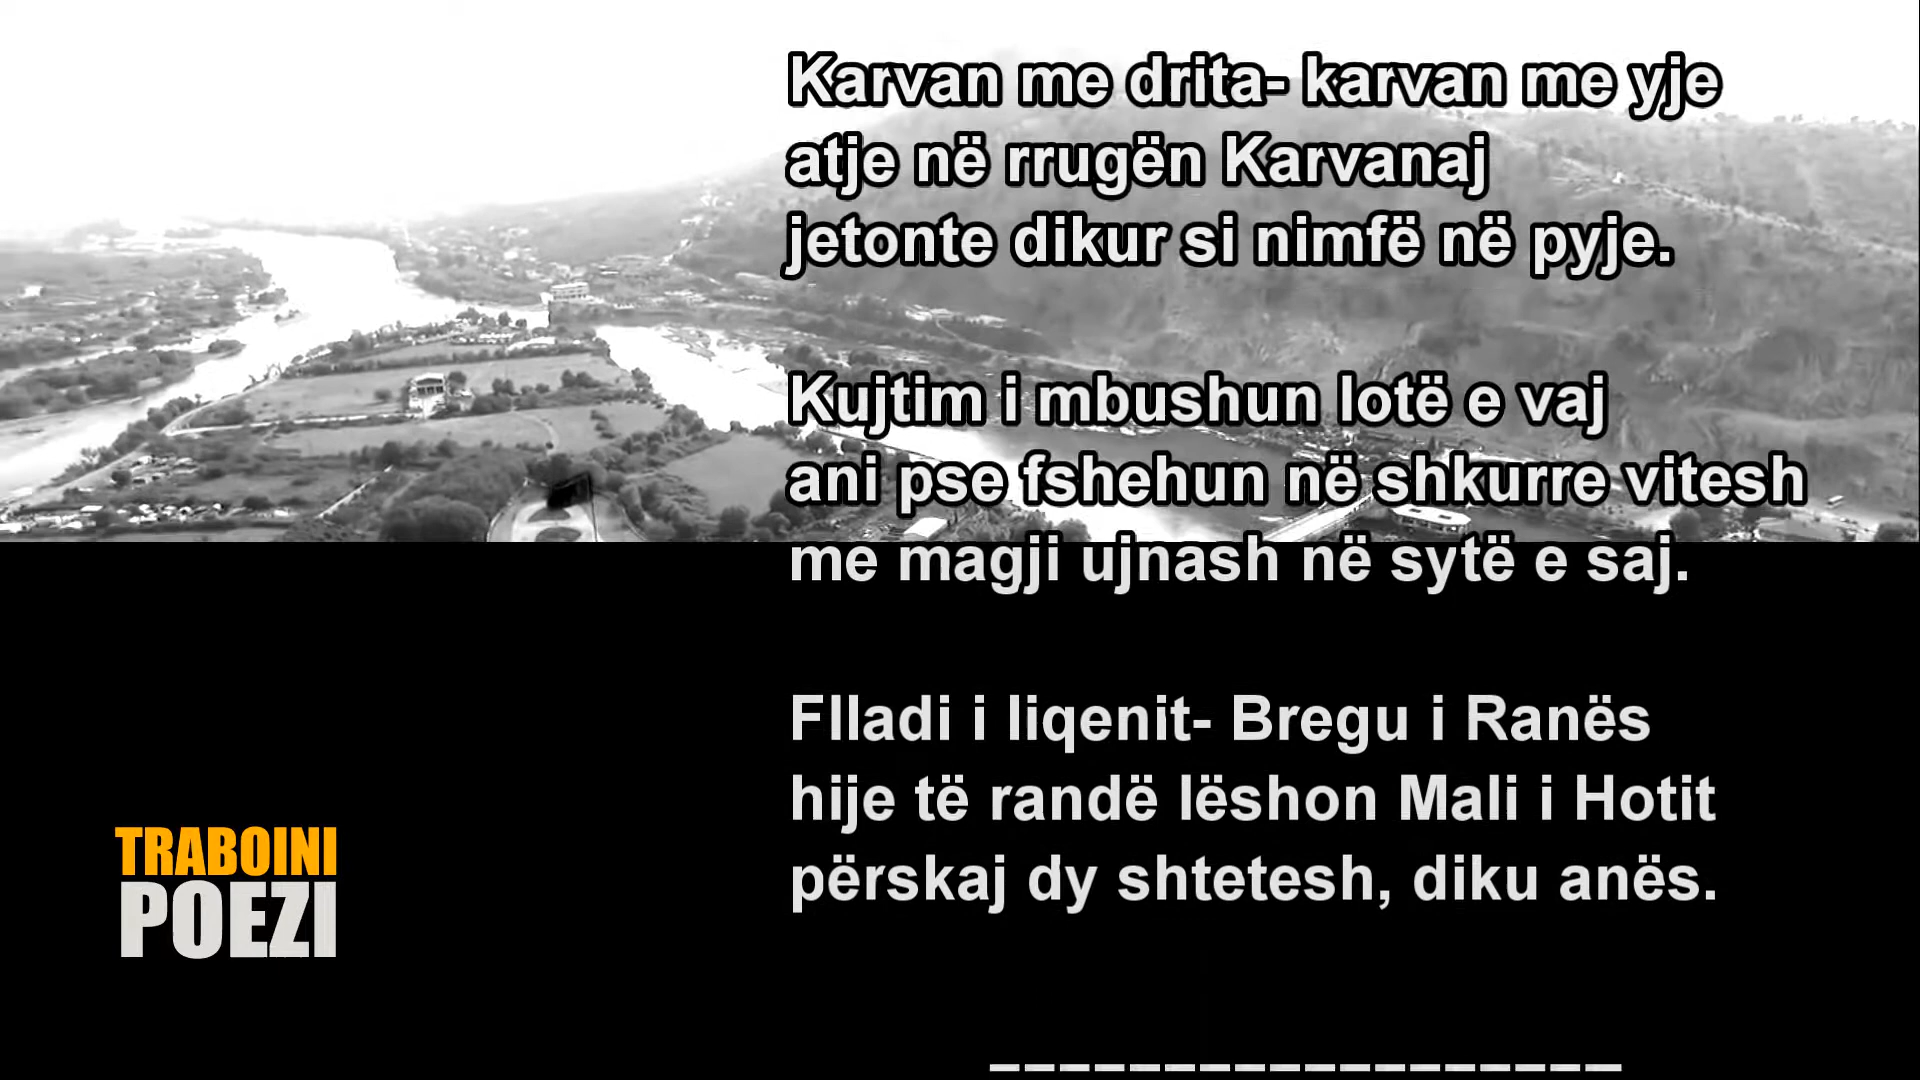 Karvan me drita- karvan me yje
atje në rrugën Karvanaj
jetonte dikur si nimfë në pyje.
Kujtim i mbushun lotë e vaj
ani pse fshehun në shkurre vitesh
me magji ujnash në sytë e saj.
Flladi i liqenit- Bregu i Ranës
hije të randë lëshon Mali i Hotit
përskaj dy shtetesh, diku anës.
TRABOINI
POEZI
__________________